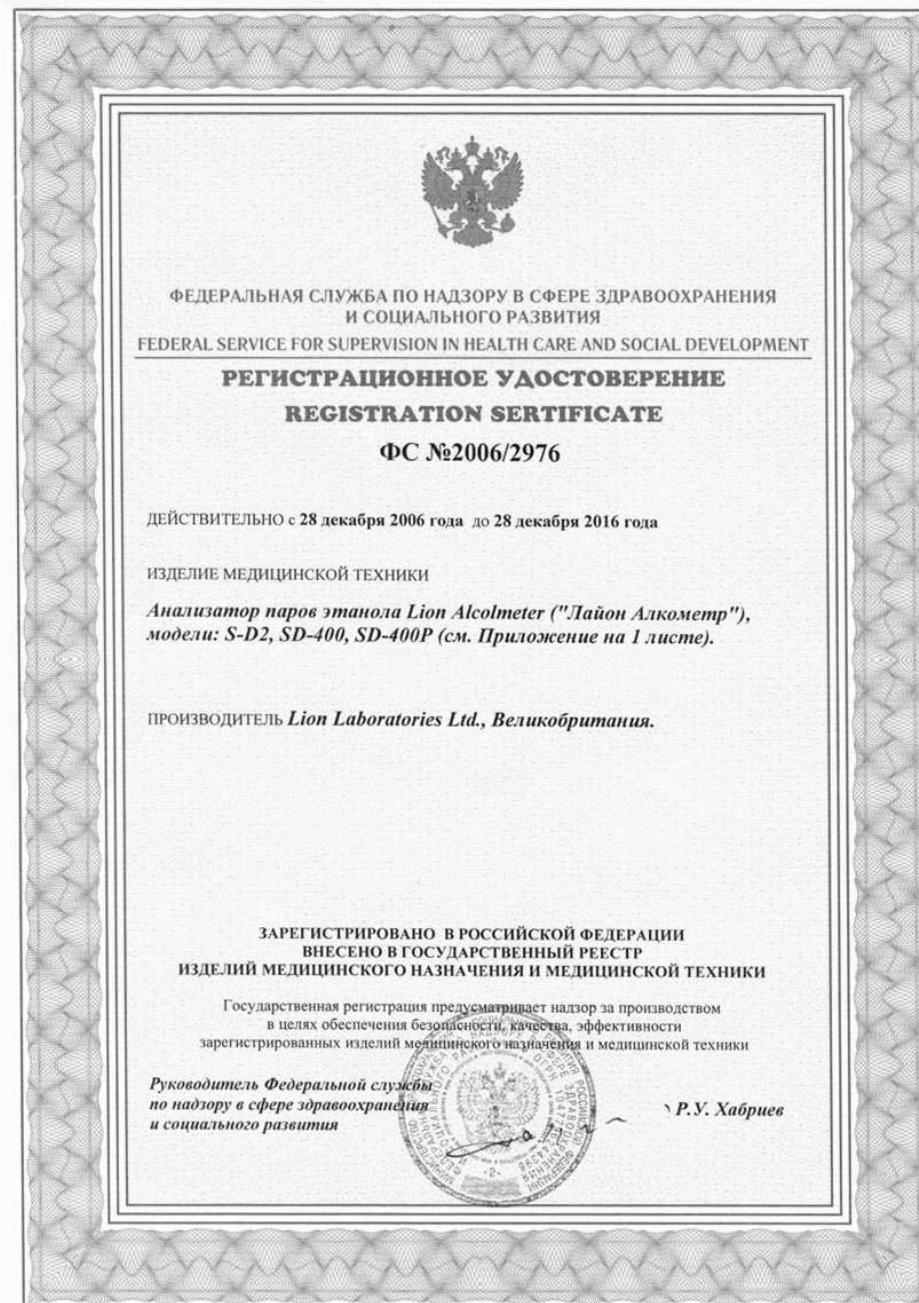 ФЕДЕРАЛЬНАЯ СЛУЖБА ПО НАДЗОРУ В СФЕРЕ ЗДРАВООХРАНЕНИЯ
И СОЦИАЛЬНОГО РАЗВИТИЯ
FEDERAL SERVICE FOR SUPERVISION IN HEALTH CARE AND SOCIAL DEVELOPMENT
РЕГИСТРАЦИОННОЕ УДОСТОВЕРЕНИЕ
REGISTRATION SERTIFICATE
ФС №2006/2976
ДЕЙСТВИТЕЛЬНО с 28 декабря 2006 года до 28 декабря 2016 года
ИЗДЕЛИЕ МЕДИЦИНСКОЙ ТЕХНИКИ
Анализатор паров этанола Lion Alcolmeter ("Лайон Алкометр"),
модели: S-D2, SD-400, SD-400P (см. Приложение на 1 листе).
ПРОИЗВОДИТЕЛЬ Lion Laboratories Ltd., Великобритания.
ЗАРЕГИСТРИРОВАНО В РОССИЙСКОЙ ФЕДЕРАЦИИ
ВНЕСЕНО В ГОСУДАРСТВЕННЫЙ РЕЕСТР
ИЗДЕЛИЙ МЕДИЦИНСКОГО НАЗНАЧЕНИЯ И МЕДИЦИНСКОЙ ТЕХНИКИ
Государственная регистрация предусматривает надзор за производством
в целях обеспечения безопасности, качества, эффективности
зарегистрированных изделий медицинского назначения и медицинской техники
Руководитель Федеральной службы
по надзору в сфере здравоохранения
и социального развития
Р.У. Хабриев